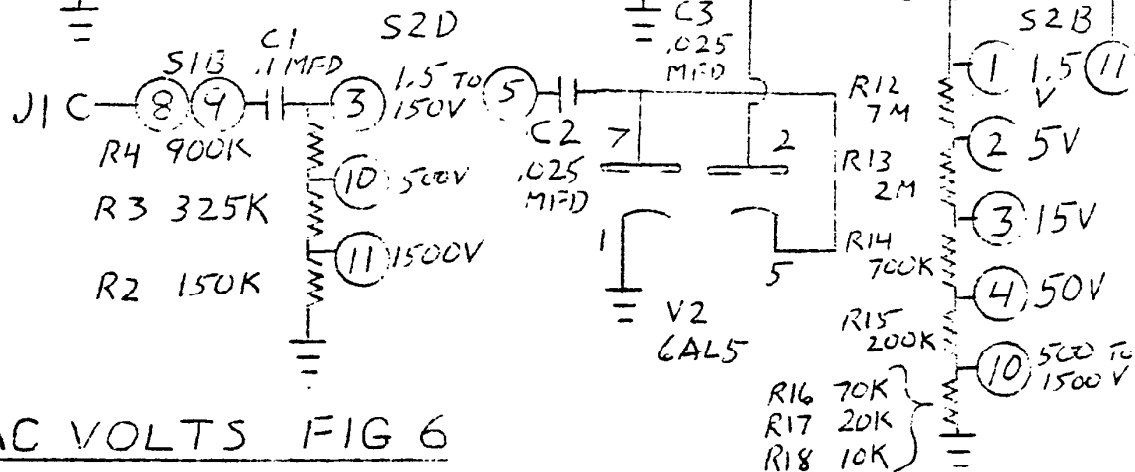 S2D
S2B
C1
.1 MFD
S1B
C3
.025
MFD
J1C
8
9
3
1.5 TO
150V
5
1
1.5
V
11
R12
7M
C2
.025
MFD
7
2
R4 900K
10
500V
R13
2M
2
5V
R3 325K
3
15V
11
1500V
1
5
R14
700K
R2 150K
4
50V
V2
6AL5
R15
200K
10
500 TO
1500V
R16 70K
R17 20K
R18 10K
AC VOLTS FIG 6